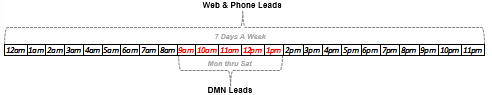 Web & Phone Leads
7 Days A Week
12am 1am 2am 3am 4am 5am 6am 7am 8am 9am 10am 11am 12pm 1pm 2pm 3pm 4pm 5pm 6pm 7pm 8pm 9pm 10pm 11pm
Mon thru Sat
DMN Leads